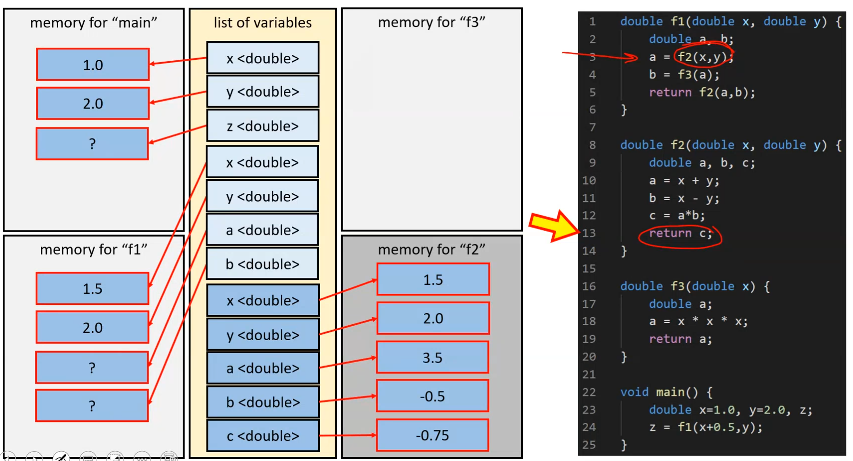 memory for “main”
1.0
2.0
?
list of variables
x <double>
y <double>
z <double>
x <double>
y <double>
a <double>
b <double>
x <double>
y <double>
a <double>
b <double>
c <double>
memory for “f3”
memory for “f1”
1.5
2.0
?
?
memory for “f2”
1.5
2.0
3.5
-0.5
-0.75
1 double f1(double x, double y) {
2 double a, b;
3 a = f2(x,y);
4 b = f3(a);
5 return f2(a,b);
6 }
7
8 double f2(double x, double y) {
9 double a, b, c;
10 a = x + y;
11 b = x - y;
12 c = a*b;
13 return c;
14 }
15
16 double f3(double x) {
17 double a;
18 a = x * x * x;
19 return a;
20 }
21
22 void main() {
23 double x=1.0, y=2.0, z;
24 z = f1(x+0.5,y);
25 }